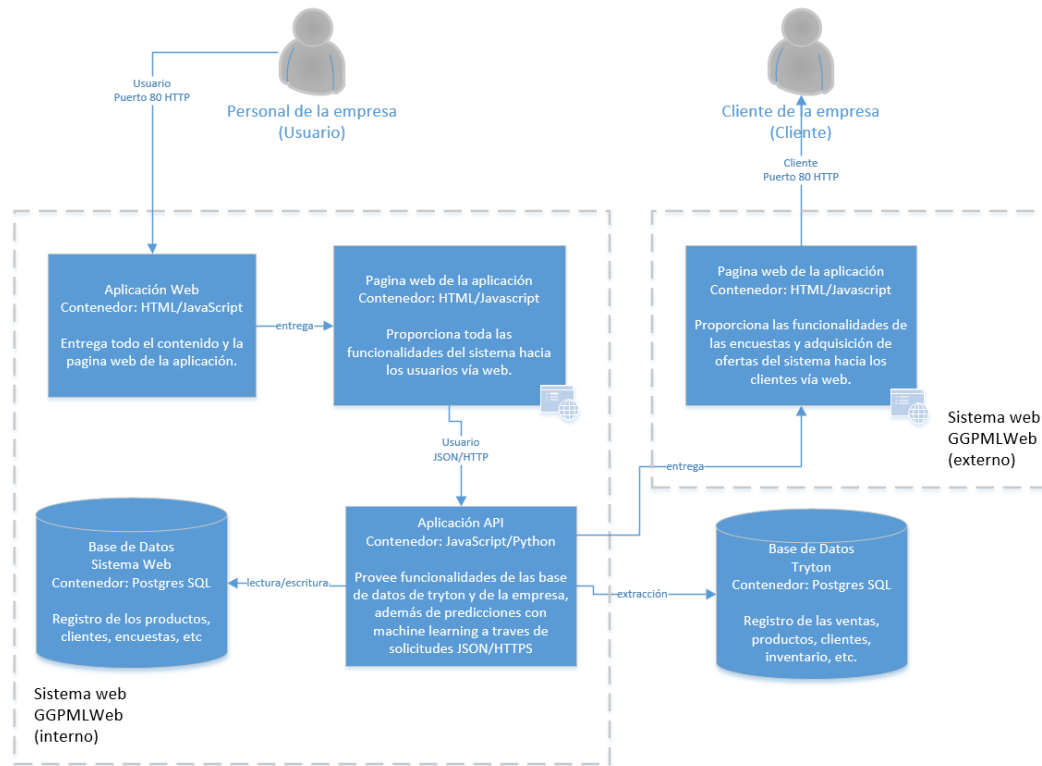 Usuario
Puerto 80 HTTP
Personal de la empresa
(Usuario)
Cliente de la empresa
(Cliente)
Cliente
Puerto 80 HTTP
Aplicación Web
Contenedor: HTML/JavaScript
Entrega todo el contenido y la
pagina web de la aplicación.
entrega
Pagina web de la aplicación
Contenedor: HTML/Javascript
Proporciona toda las
funcionalidades del sistema hacia
los usuarios vía web.
Pagina web de la aplicación
Contenedor: HTML/Javascript
Proporciona las funcionalidades de
las encuestas y adquisición de
ofertas del sistema hacia los
clientes vía web.
Sistema web
GGPMLWeb
(externo)
Usuario
JSON/HTTP
entrega
Base de Datos
Sistema Web
Contenedor: Postgres SQL
Registro de los productos,
clientes, encuestas, etc
lectura/escritura
Aplicación API
Contenedor: JavaScript/Python
Provee funcionalidades de las base
de datos de tryton y de la empresa,
además de predicciones con
machine learning a traves de
solicitudes JSON/HTTPS
extracción
Base de Datos
Tryton
Contenedor: Postgres SQL
Registro de las ventas,
productos, clientes,
inventario, etc.
Sistema web
GGPMLWeb
(interno)